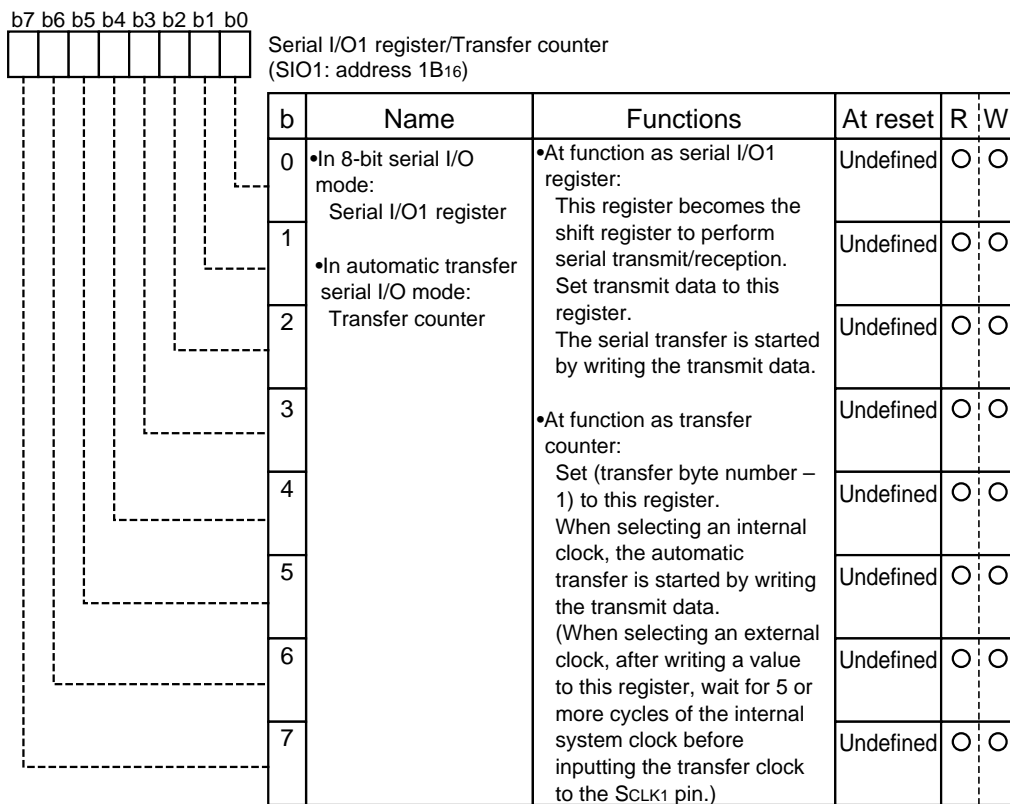 b7 b6 b5 b4 b3 b2 b1 b0
Serial I/O1 register/Transfer counter
(SIO1: address 1B16)
b Name Functions At reset R W
0
•In 8-bit serial I/O
mode:
Serial I/O1 register
•In automatic transfer
serial I/O mode:
Transfer counter
•At function as serial I/O1
register:
This register becomes the
shift register to perform
serial transmit/reception.
Set transmit data to this
register.
The serial transfer is started
by writing the transmit data.
•At function as transfer
counter:
Set (transfer byte number –
1) to this register.
When selecting an internal
clock, the automatic
transfer is started by writing
the transmit data.
(When selecting an external
clock, after writing a value
to this register, wait for 5 or
more cycles of the internal
system clock before
inputting the transfer clock
to the SCLK1 pin.)
Undefined
1
Undefined
2
Undefined
3
Undefined
4
Undefined
5
Undefined
6
Undefined
7
Undefined